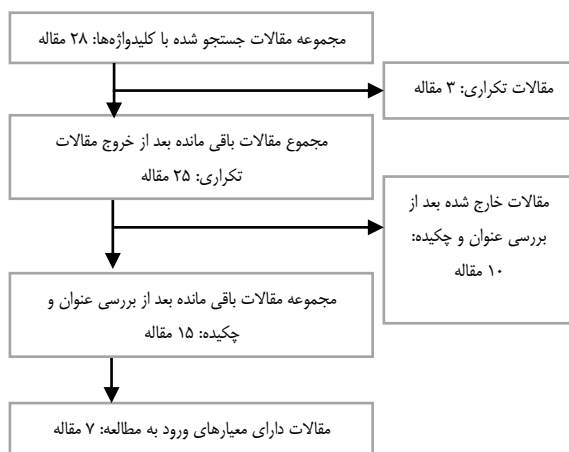 مجموعه مقالات جستجو شده با کلیدواژه‌ها: ۲۸ مقاله
مقالات تکراری: ۳ مقاله
مجموع مقالات باقی مانده بعد از خروج مقالات
تکراری: ۲۵ مقاله
مقالات خارج شده بعد از
بررسی عنوان و چکیده:
۱۰ مقاله
مجموعه مقالات باقی مانده بعد از بررسی عنوان و
چکیده: ۱۵ مقاله
مقالات دارای معیارهای ورود به مطالعه: ۷ مقاله